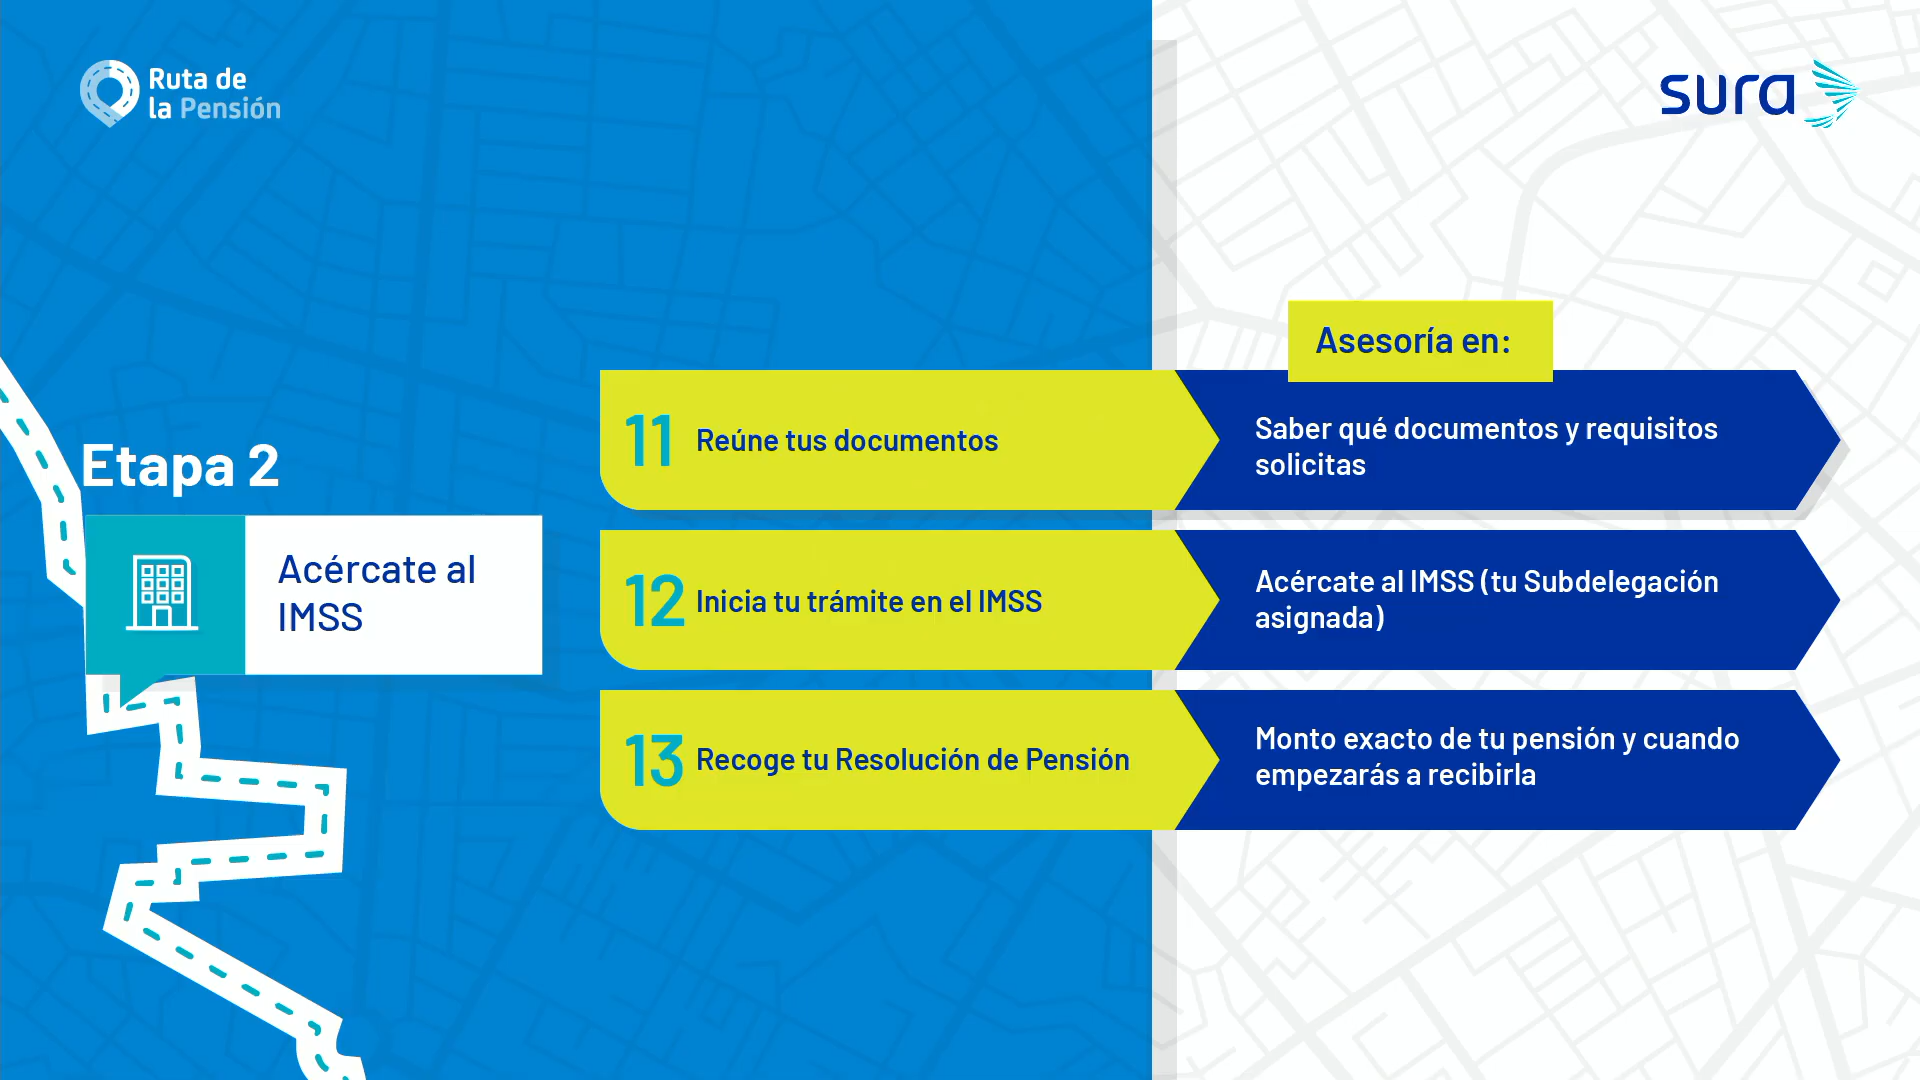 Ruta de
la Pensión
sura
Etapa 2
Acércate al
IMSS
Asesoría en:
11 Reúne tus documentos
Saber qué documentos y requisitos
solicitas
12 Inicia tu trámite en el IMSS
Acércate al IMSS (tu Subdelegación
asignada)
13 Recoge tu Resolución de Pensión
Monto exacto de tu pensión y cuando
empezarás a recibirla